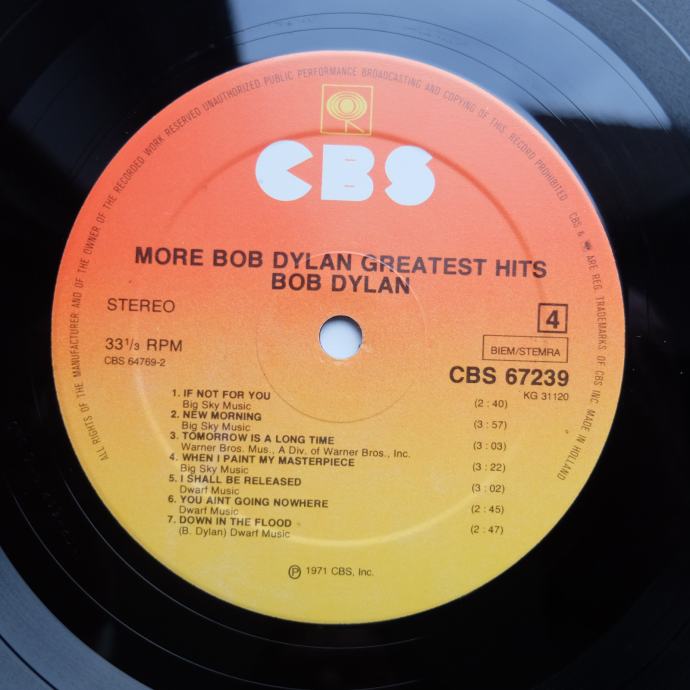 ALL RIGHTS OF THE MANUFACTURER AND OF THE OWNER OF THE RECORDED WORK RESERVED UNAUTHORIZED PUBLIC PERFORMANCE BROADCASTING AND COPYING OF THIS RECORD PROHIBITED CBS & ARE REG. TRADEMARKS OF CBS INC. MADE IN HOLLAND
CBS
MORE BOB DYLAN GREATEST HITS
BOB DYLAN
STEREO
4
33 1/3 RPM
BIEM/STEMRA
CBS 64769-2
CBS 67239
KG 31120
1. IF NOT FOR YOU
Big Sky Music (2:40)
2. NEW MORNING
Big Sky Music (3:57)
3. TOMORROW IS A LONG TIME
Warner Bros. Mus., A Div. of Warner Bros., Inc. (3:03)
4. WHEN I PAINT MY MASTERPIECE
Big Sky Music (3:22)
5. I SHALL BE RELEASED
Dwarf Music (3:02)
6. YOU AINT GOING NOWHERE
Dwarf Music (2:45)
7. DOWN IN THE FLOOD
(B. Dylan) Dwarf Music (2:47)
℗ 1971 CBS, Inc.